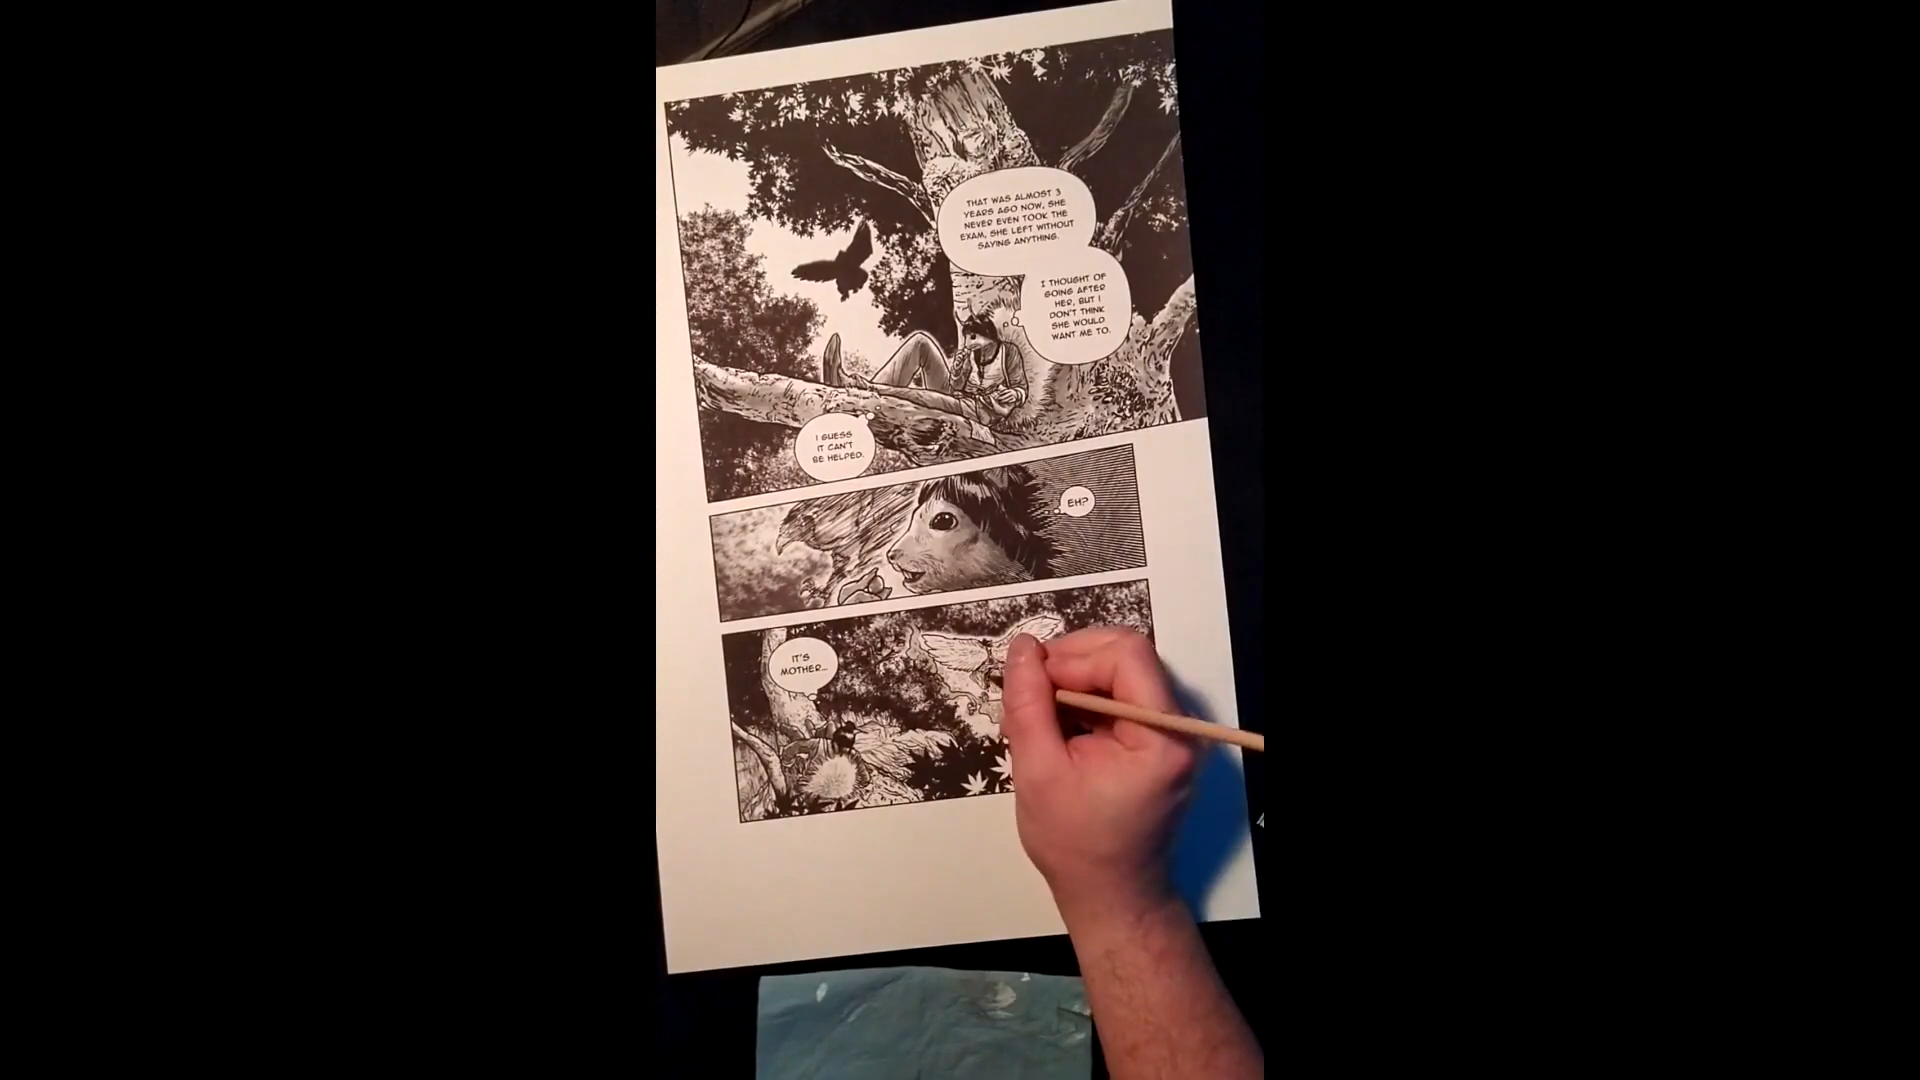 THAT WAS ALMOST 3
YEARS AGO NOW, SHE
NEVER EVEN TOOK THE
EXAM, SHE LEFT WITHOUT
SAYING ANYTHING.
I THOUGHT OF
GOING AFTER
HER, BUT I
DON'T THINK
SHE WOULD
WANT ME TO.
I GUESS
IT CAN'T
BE HELPED.
EH?
IT'S
MOTHER...